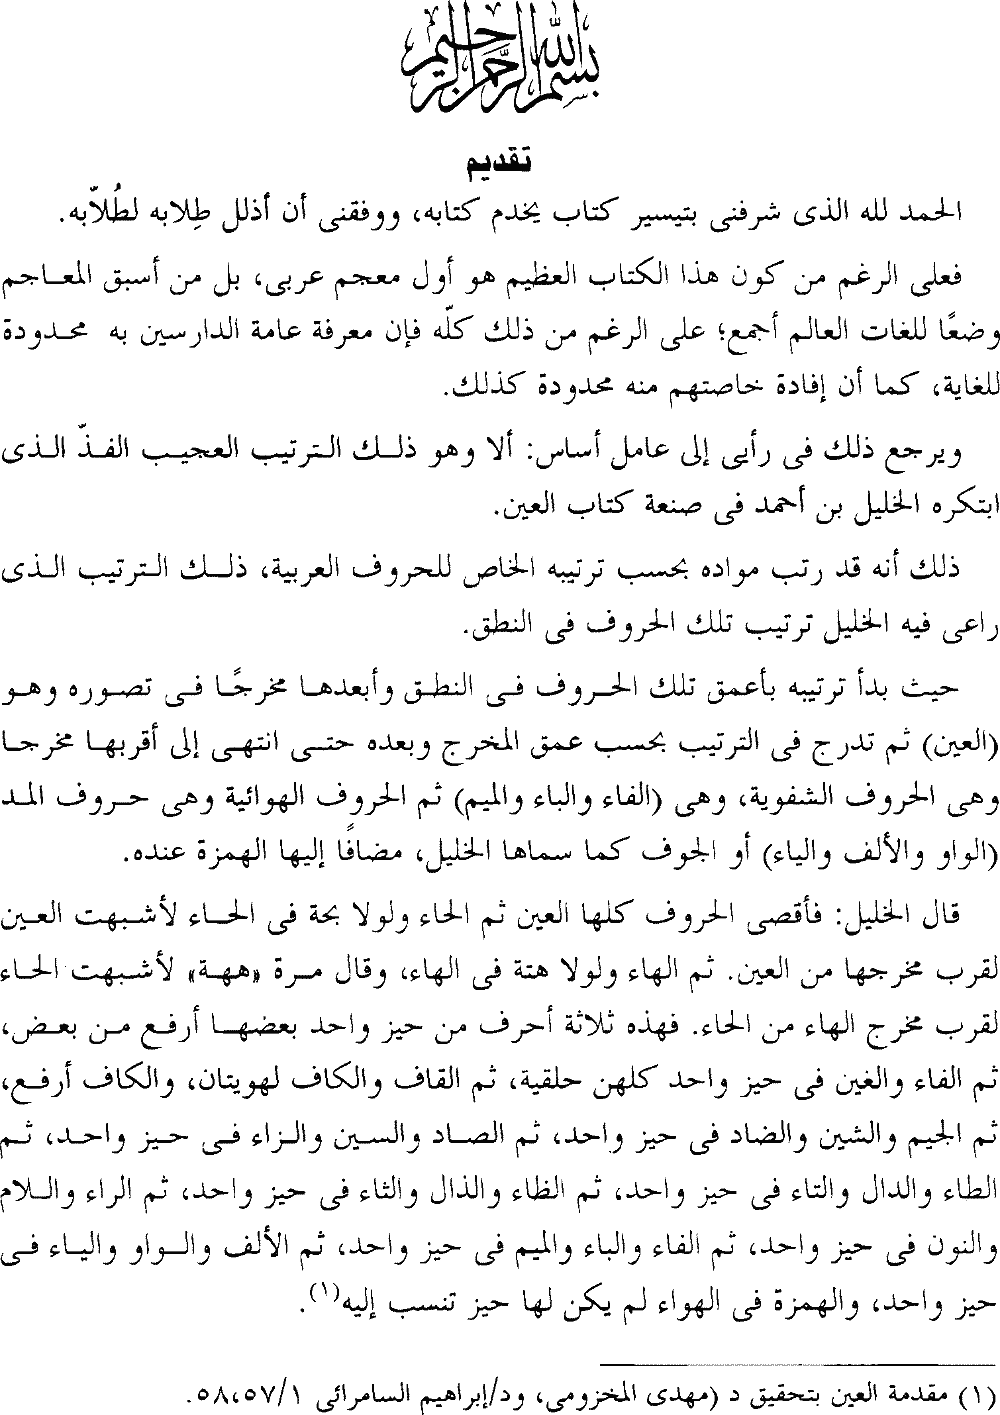 بسم الله الرحمن الرحيم
تقديم
الحمد لله الذى شرفنى بتيسير كتاب يخدم كتابه، ووفقنى أن أذلل طِلابه لطُلاّبه.
فعلى الرغم من كون هذا الكتاب العظيم هو أول معجم عربى، بل من أسبق المعاجم
وضعًا للغات العالم أجمع؛ على الرغم من ذلك كلّه فإن معرفة عامة الدارسين به محدودة
للغاية، كما أن إفادة خاصتهم منه محدودة كذلك.
ويرجع ذلك فى رأيى إلى عامل أساس: ألا وهو ذلك الترتيب العجيب الفذّ الذى
ابتكره الخليل بن أحمد فى صنعة كتاب العين.
ذلك أنه قد رتب مواده بحسب ترتيبه الخاص للحروف العربية، ذلك الترتيب الذى
راعى فيه الخليل ترتيب تلك الحروف فى النطق.
حيث بدأ ترتيبه بأعمق تلك الحروف فى النطق وأبعدها مخرجًا فى تصوره وهو
(العين) ثم تدرج فى الترتيب بحسب عمق المخرج وبعده حتى انتهى إلى أقربها مخرجا
وهى الحروف الشفوية، وهى (الفاء والباء والميم) ثم الحروف الهوائية وهى حروف المد
(الواو والألف والياء) أو الجوف كما سماها الخليل، مضافًا إليها الهمزة عنده.
قال الخليل: فأقصى الحروف كلها العين ثم الحاء ولولا بحة فى الحاء لأشبهت العين
لقرب مخرجها من العين. ثم الهاء ولولا هتة فى الهاء، وقال مرة «ههة» لأشبهت الحاء
لقرب مخرج الهاء من الحاء. فهذه ثلاثة أحرف من حيز واحد بعضها أرفع من بعض،
ثم الفاء والغين فى حيز واحد كلهن حلقية، ثم القاف والكاف لهويتان، والكاف أرفع،
ثم الجيم والشين والضاد فى حيز واحد، ثم الصاد والسين والزاء فى حيز واحد، ثم
الطاء والدال والتاء فى حيز واحد، ثم الظاء والذال والثاء فى حيز واحد، ثم الراء واللام
والنون فى حيز واحد، ثم الفاء والباء والميم فى حيز واحد، ثم الألف والواو والياء فى
حيز واحد، والهمزة فى الهواء لم يكن لها حيز تنسب إليه(١).
(١) مقدمة العين بتحقيق د (مهدى المخزومى، ود/إبراهيم السامرائى ٥٨،٥٧/١.